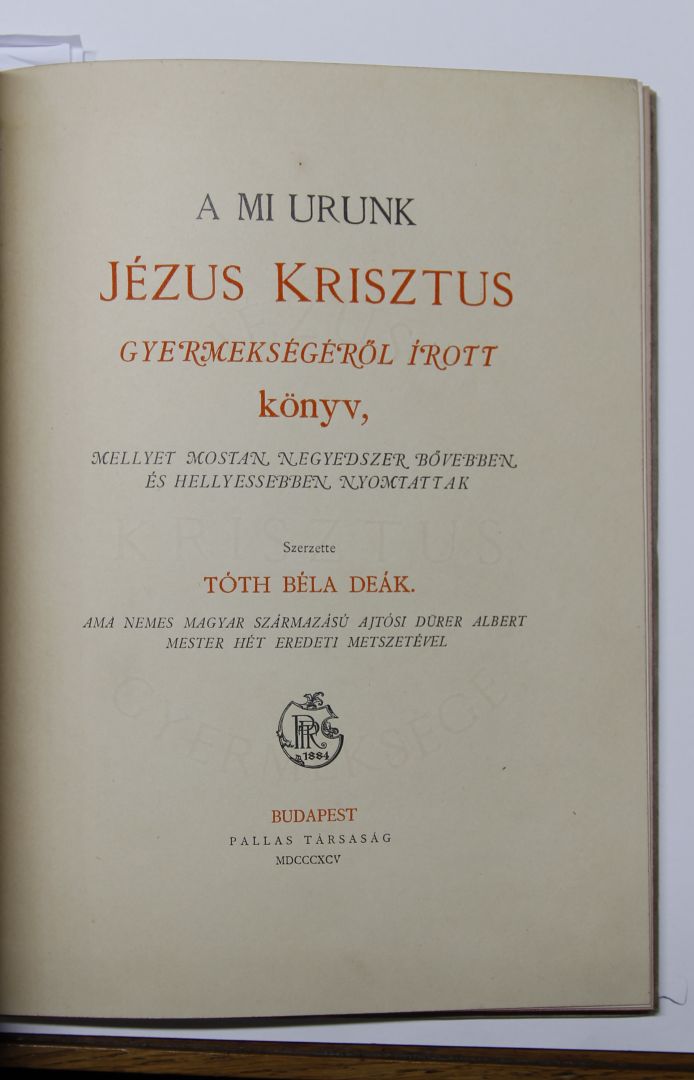 A MI URUNK
JÉZUS KRISZTUS
GYERMEKSÉGÉRŐL ÍROTT
könyv,
MELLYET MOSTAN NEGYEDSZER BŐVEBBEN
ÉS HELLYESSEBBEN NYOMTATTAK
Szerzette
TÓTH BÉLA DEÁK.
AMA NEMES MAGYAR SZÁRMAZÁSÚ AJTÓSI DÜRER ALBERT
MESTER HÉT EREDETI METSZETÉVEL
1884
BUDAPEST
PALLAS TÁRSASÁG
MDCCCXCV